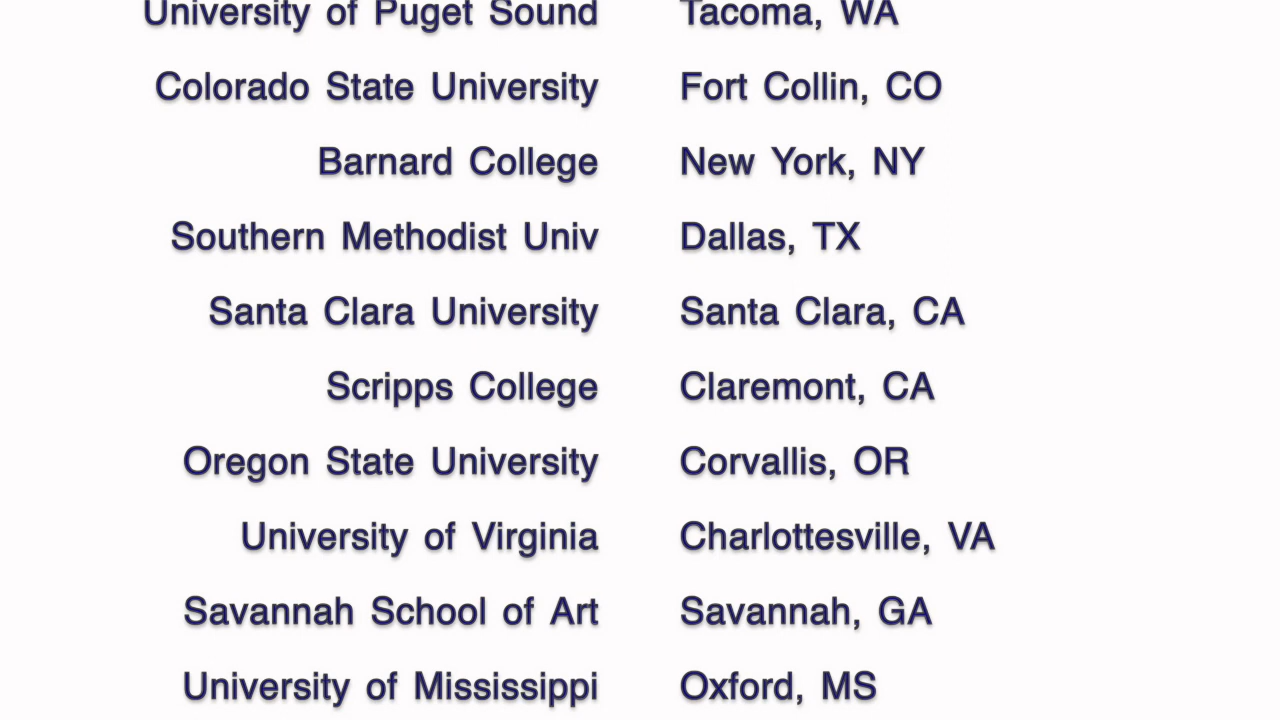 University of Puget Sound Tacoma, WA
Colorado State University Fort Collin, CO
Barnard College New York, NY
Southern Methodist Univ Dallas, TX
Santa Clara University Santa Clara, CA
Scripps College Claremont, CA
Oregon State University Corvallis, OR
University of Virginia Charlottesville, VA
Savannah School of Art Savannah, GA
University of Mississippi Oxford, MS